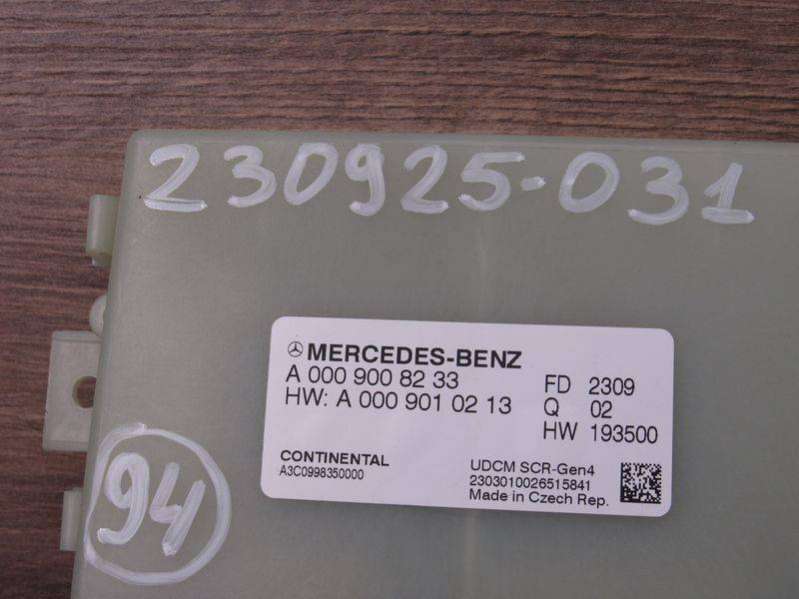 230925-031
MERCEDES-BENZ
A 000 900 82 33
HW: A 000 901 02 13
FD 2309
Q 02
HW 193500
CONTINENTAL
A3C0998350000
UDCM SCR-Gen4
2303010026515841
Made in Czech Rep.
94